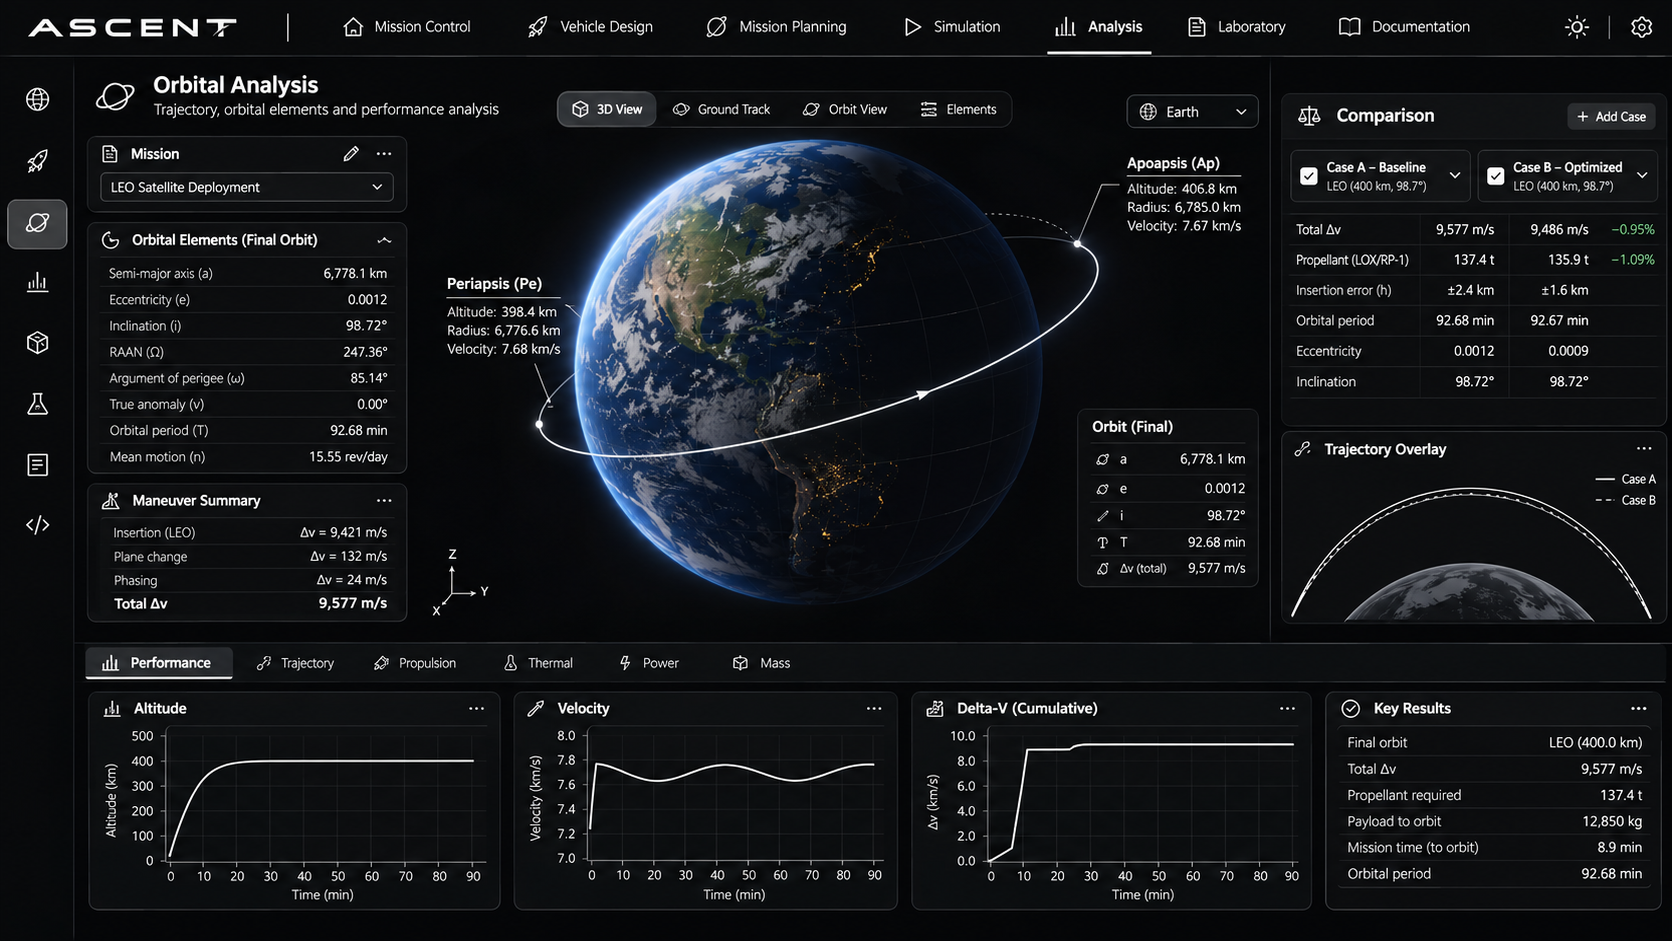 ASCENT
Mission Control
Vehicle Design
Mission Planning
Simulation
Analysis
Laboratory
Documentation
Orbital Analysis
Trajectory, orbital elements and performance analysis
3D View
Ground Track
Orbit View
Elements
Earth
Mission
LEO Satellite Deployment
Orbital Elements (Final Orbit)
Semi-major axis (a) 6,778.1 km
Eccentricity (e) 0.0012
Inclination (i) 98.72°
RAAN (Ω) 247.36°
Argument of perigee (ω) 85.14°
True anomaly (ν) 0.00°
Orbital period (T) 92.68 min
Mean motion (n) 15.55 rev/day
Maneuver Summary
Insertion (LEO) Δv = 9,421 m/s
Plane change Δv = 132 m/s
Phasing Δv = 24 m/s
Total Δv 9,577 m/s
Periapsis (Pe)
Altitude: 398.4 km
Radius: 6,776.6 km
Velocity: 7.68 km/s
Apoapsis (Ap)
Altitude: 406.8 km
Radius: 6,785.0 km
Velocity: 7.67 km/s
Z
Y
X
Orbit (Final)
a 6,778.1 km
e 0.0012
i 98.72°
T 92.68 min
Δv (total) 9,577 m/s
Comparison
+ Add Case
Case A – Baseline
LEO (400 km, 98.7°)
Case B – Optimized
LEO (400 km, 98.7°)
Total Δv 9,577 m/s 9,486 m/s −0.95%
Propellant (LOX/RP-1) 137.4 t 135.9 t −1.09%
Insertion error (h) ±2.4 km ±1.6 km
Orbital period 92.68 min 92.67 min
Eccentricity 0.0012 0.0009
Inclination 98.72° 98.72°
Trajectory Overlay
Case A
Case B
Performance
Trajectory
Propulsion
Thermal
Power
Mass
Altitude
Altitude (km)
500
400
300
200
100
0
0 10 20 30 40 50 60 70 80 90
Time (min)
Velocity
Velocity (km/s)
8.0
7.8
7.6
7.4
7.2
7.0
0 10 20 30 40 50 60 70 80 90
Time (min)
Delta-V (Cumulative)
Δv (km/s)
10.0
8.0
6.0
4.0
2.0
0.0
0 10 20 30 40 50 60 70 80 90
Time (min)
Key Results
Final orbit LEO (400.0 km)
Total Δv 9,577 m/s
Propellant required 137.4 t
Payload to orbit 12,850 kg
Mission time (to orbit) 8.9 min
Orbital period 92.68 min